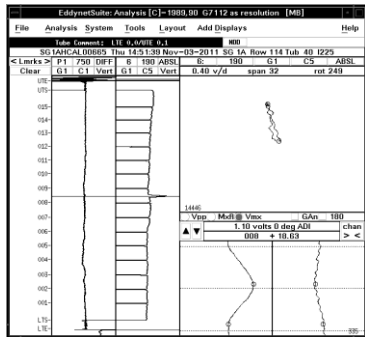 EddynetSuite: Analysis [C]=1989,90 G7112 as resolution [MB]
File Analysis System Tools Layout Add Displays Help
Tube Comment: LTE 0,0/UTE 0,1 NDD
SG1AHCAL00665 Thu 14:51:39 Nov-03-2011 SG 1A Row 114 Tub 40 I225
< Lmrks > P1 750 DIFF 6 190 ABSL 6: 190 G1 C5 ABSL
Clear G1 C1 Vert G1 C5 Vert 0.40 v/d span 32 rot 249
UTE
UTS
015
014
013
012
011
010
009
008
007
006
005
004
003
002
001
LTS
LTE
14446
Vpp MxR@ Vmx GAn 180
1.10 volts 0 deg ADI chan
008 + 18.63 > <
335